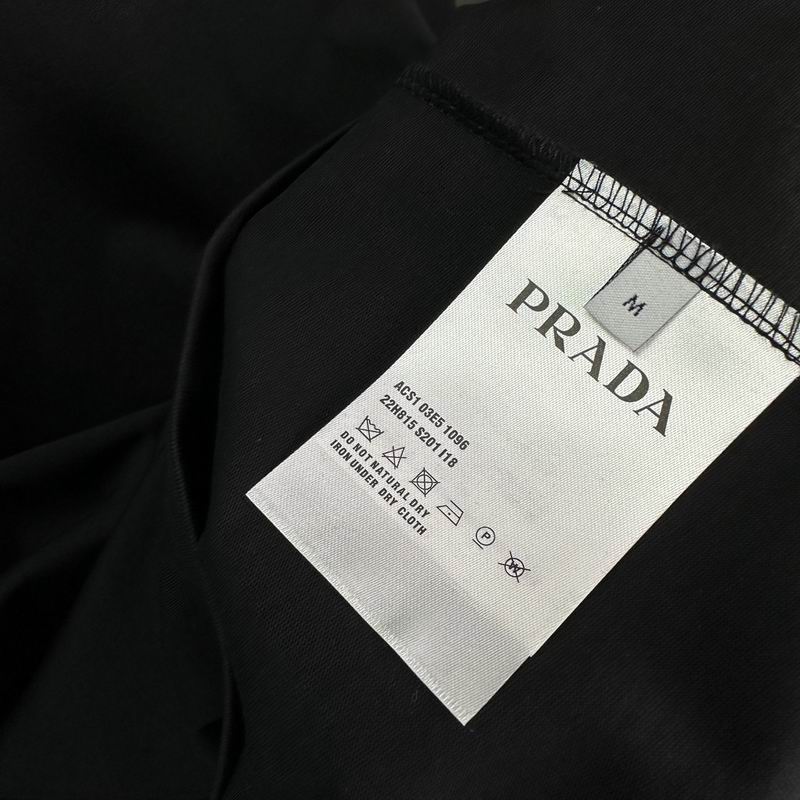 M
PRADA
ACS1 03E5 1096
22H815 S201 I18
DO NOT NATURAL DRY
IRON UNDER DRY CLOTH
P
W